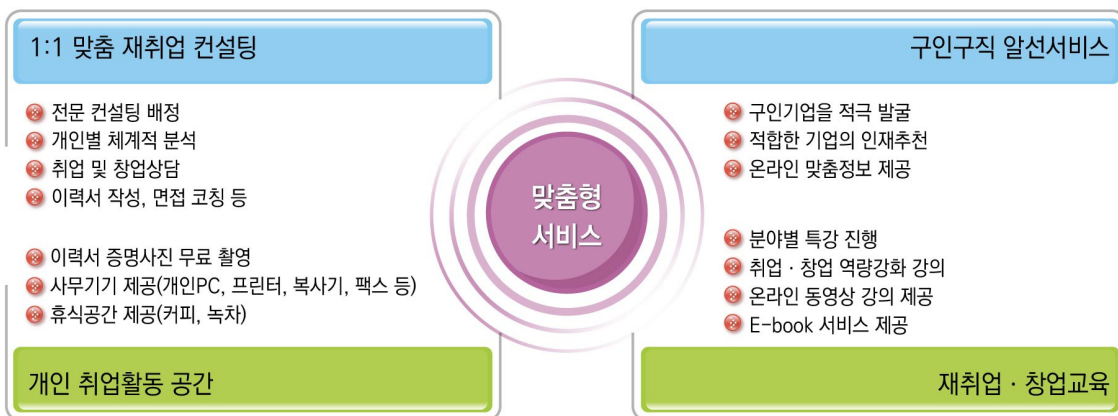 1:1 맞춤 재취업 컨설팅
전문 컨설팅 배정
개인별 체계적 분석
취업 및 창업상담
이력서 작성, 면접 코칭 등
구인구직 알선서비스
구인기업을 적극 발굴
적합한 기업의 인재추천
온라인 맞춤정보 제공
맞춤형
서비스
이력서 증명사진 무료 촬영
사무기기 제공(개인PC, 프린터, 복사기, 팩스 등)
휴식공간 제공(커피, 녹차)
개인 취업활동 공간
분야별 특강 진행
취업 · 창업 역량강화 강의
온라인 동영상 강의 제공
E-book 서비스 제공
재취업 · 창업교육